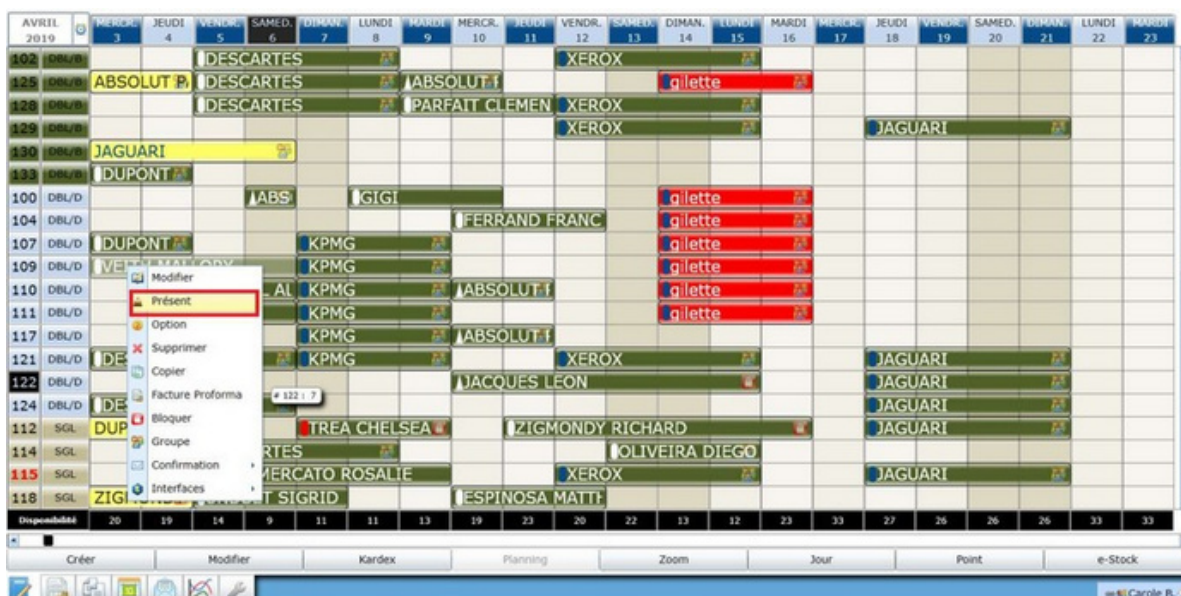 AVRIL MERCR. JEUDI VENDR. SAMED. DIMAN. LUNDI MARDI MERCR. JEUDI VENDR. SAMED. DIMAN. LUNDI MARDI MERCR. JEUDI VENDR. SAMED. DIMAN. LUNDI MARDI
2019 3 4 5 6 7 8 9 10 11 12 13 14 15 16 17 18 19 20 21 22 23
102 DBL/B DESCARTES XEROX
125 DBL/B ABSOLUT P DESCARTES ABSOLUT F gilette
128 DBL/B DESCARTES PARFAIT CLEMEN XEROX
129 DBL/B XEROX JAGUARI
130 DBL/B JAGUARI
133 DBL/B DUPONT
100 DBL/D ABS GIGI gilette
104 DBL/D FERRAND FRANC gilette
107 DBL/D DUPONT KPMG gilette
109 DBL/D MALLORY KPMG gilette
110 DBL/D L AL KPMG ABSOLUT F gilette
111 DBL/D KPMG gilette
117 DBL/D KPMG ABSOLUT F
121 DBL/D DES KPMG XEROX JAGUARI
122 DBL/D JACQUES LEON
124 DBL/D DES JAGUARI
112 SGL DUP TREA CHELSEA ZIGMONDY RICHARD JAGUARI
114 SGL RTES OLIVEIRA DIEGO
115 SGL MERCATO ROSALIE XEROX JAGUARI
118 SGL ZIGMOND T SIGRID ESPINOSA MATTH
Modifier
Présent
Option
Supprimer
Copier
Facture Proforma
Bloquer
Groupe
Confirmation
Interfaces
# 122 : 7
Disponibilité 20 19 14 9 11 11 13 19 23 20 22 13 12 23 33 27 26 26 26 33 33
Créer Modifier Kardex Planning Zoom Jour Point e-Stock
Carole B.